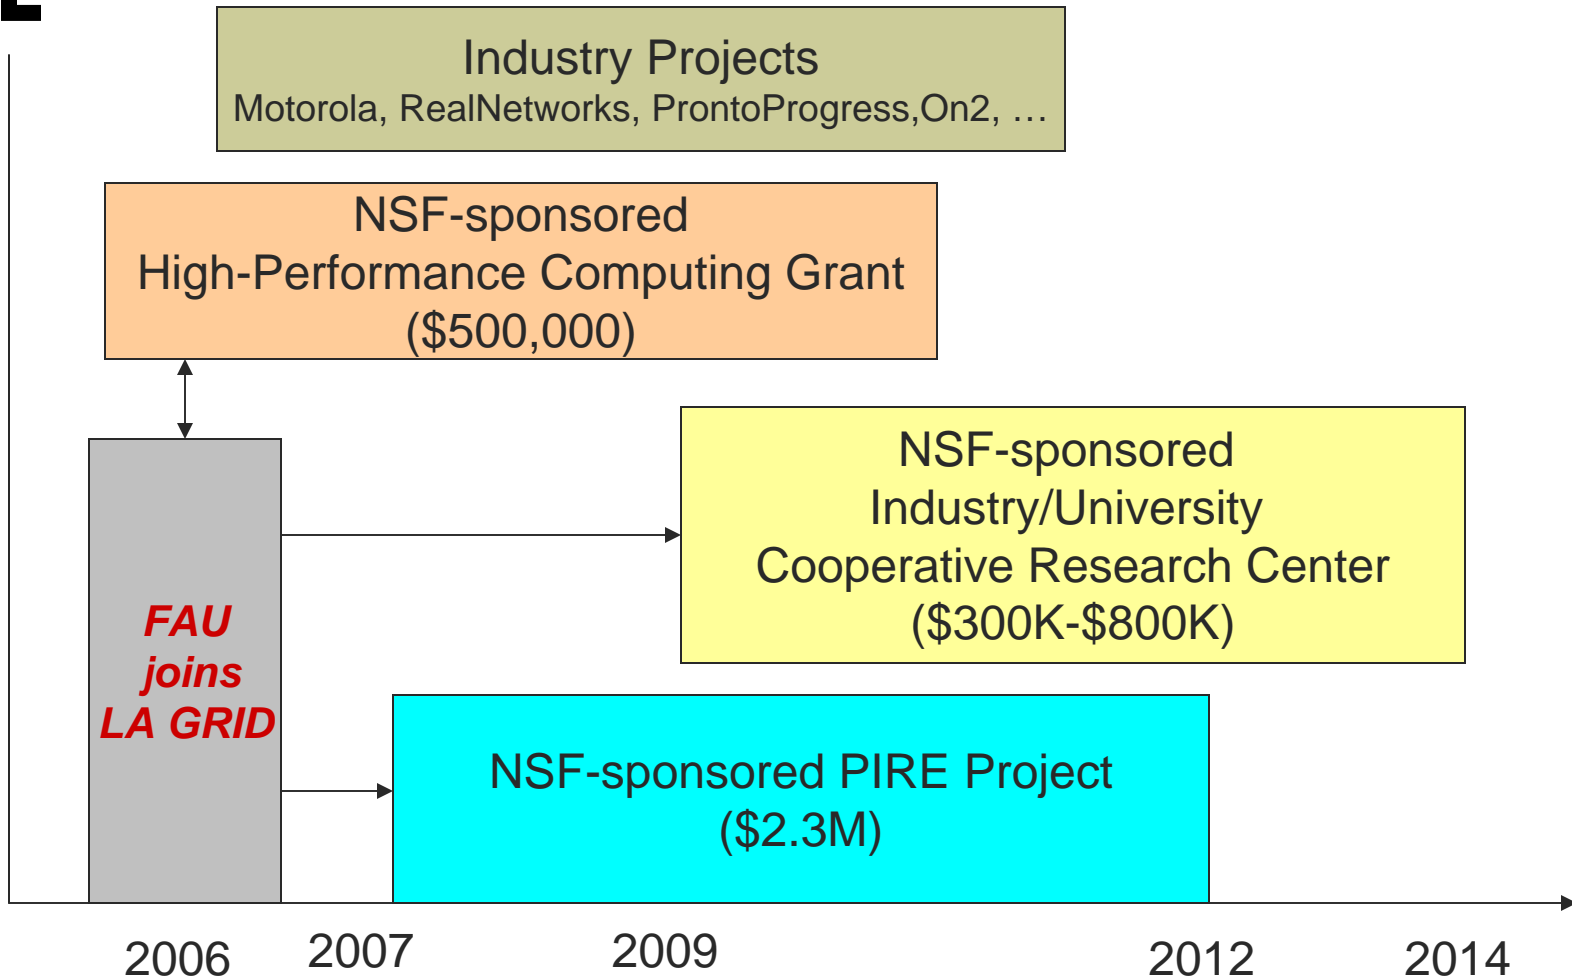 Industry Projects
Motorola, RealNetworks, ProntoProgress,On2, …
NSF-sponsored
High-Performance Computing Grant
($500,000)
NSF-sponsored
Industry/University
Cooperative Research Center
($300K-$800K)
FAU
joins
LA GRID
NSF-sponsored PIRE Project
($2.3M)
2006 2007 2009 2012 2014